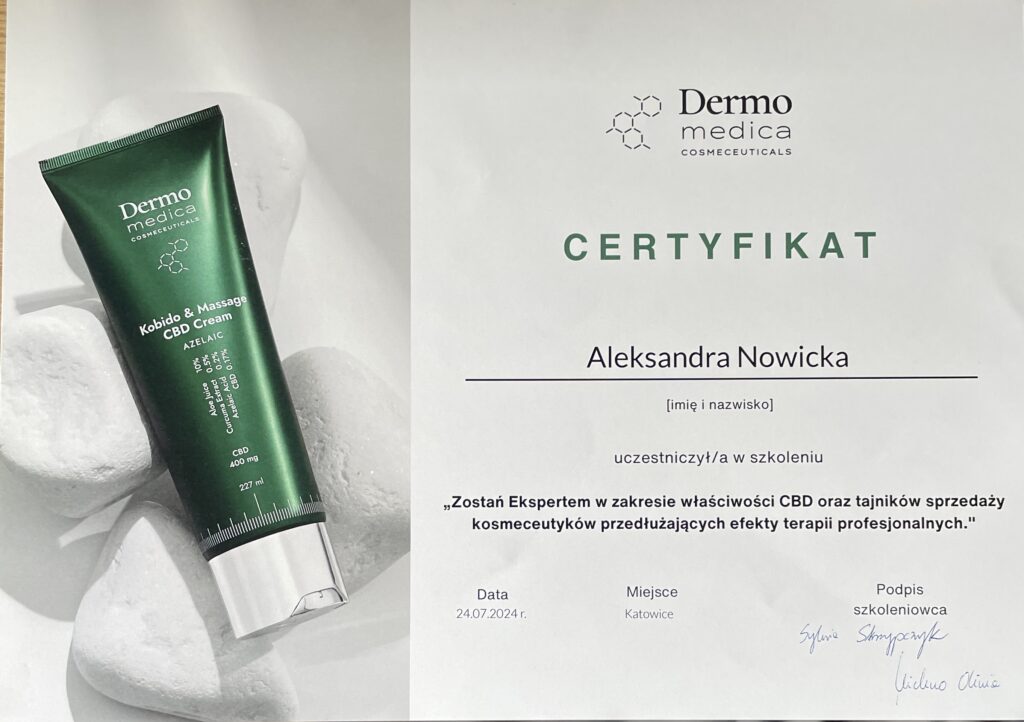 Dermo
medica
COSMECEUTICALS
Kobido & Massage
CBD Cream
AZELAIC
Aloe Juice 10%
Curcuma Extract 0.5%
Azelaic Acid 0.2%
CBD 0.17%
CBD
400 mg
227 ml
Dermo
medica
COSMECEUTICALS
CERTYFIKAT
Aleksandra Nowicka
[imię i nazwisko]
uczestniczył/a w szkoleniu
„Zostań Ekspertem w zakresie właściwości CBD oraz tajników sprzedaży
kosmeceutyków przedłużających efekty terapii profesjonalnych."
Data
24.07.2024 r.
Miejsce
Katowice
Podpis
szkoleniowca
Sylwia Skrzypczyk